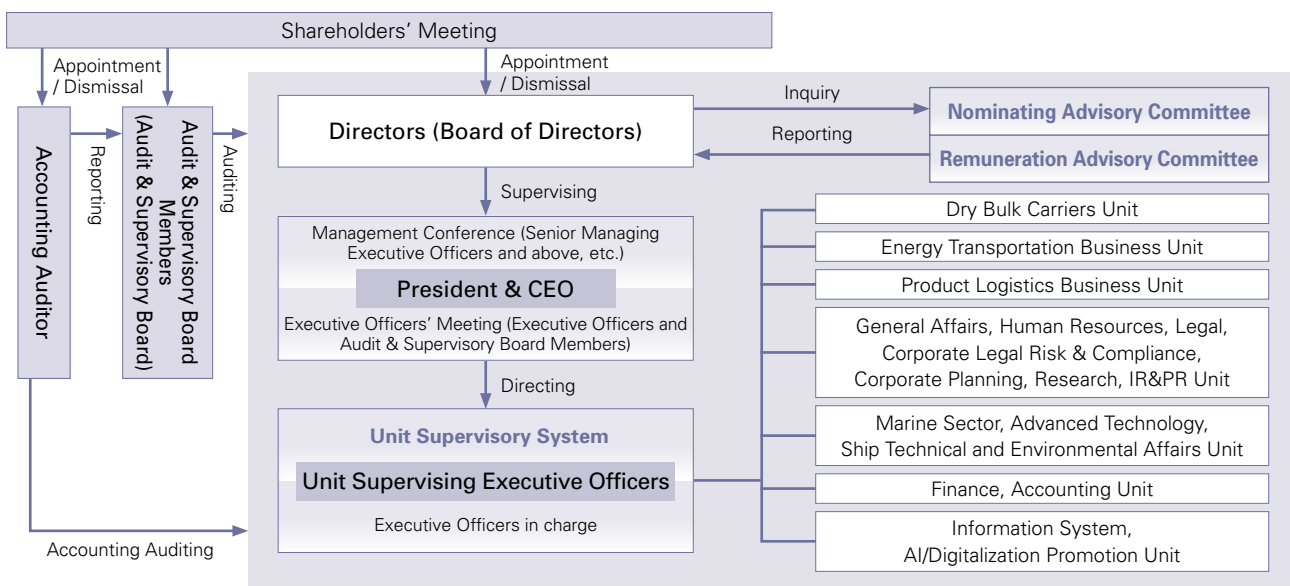 Shareholders’ Meeting
Appointment
/ Dismissal
Appointment
/ Dismissal
Accounting Auditor
Reporting
Audit & Supervisory Board
Members
(Audit & Supervisory Board)
Auditing
Directors (Board of Directors)
Inquiry
Reporting
Nominating Advisory Committee
Remuneration Advisory Committee
Supervising
Management Conference (Senior Managing
Executive Officers and above, etc.)
President & CEO
Executive Officers’ Meeting (Executive Officers and
Audit & Supervisory Board Members)
Directing
Unit Supervisory System
Unit Supervising Executive Officers
Executive Officers in charge
Dry Bulk Carriers Unit
Energy Transportation Business Unit
Product Logistics Business Unit
General Affairs, Human Resources, Legal,
Corporate Legal Risk & Compliance,
Corporate Planning, Research, IR&PR Unit
Marine Sector, Advanced Technology,
Ship Technical and Environmental Affairs Unit
Finance, Accounting Unit
Information System,
AI/Digitalization Promotion Unit
Accounting Auditing